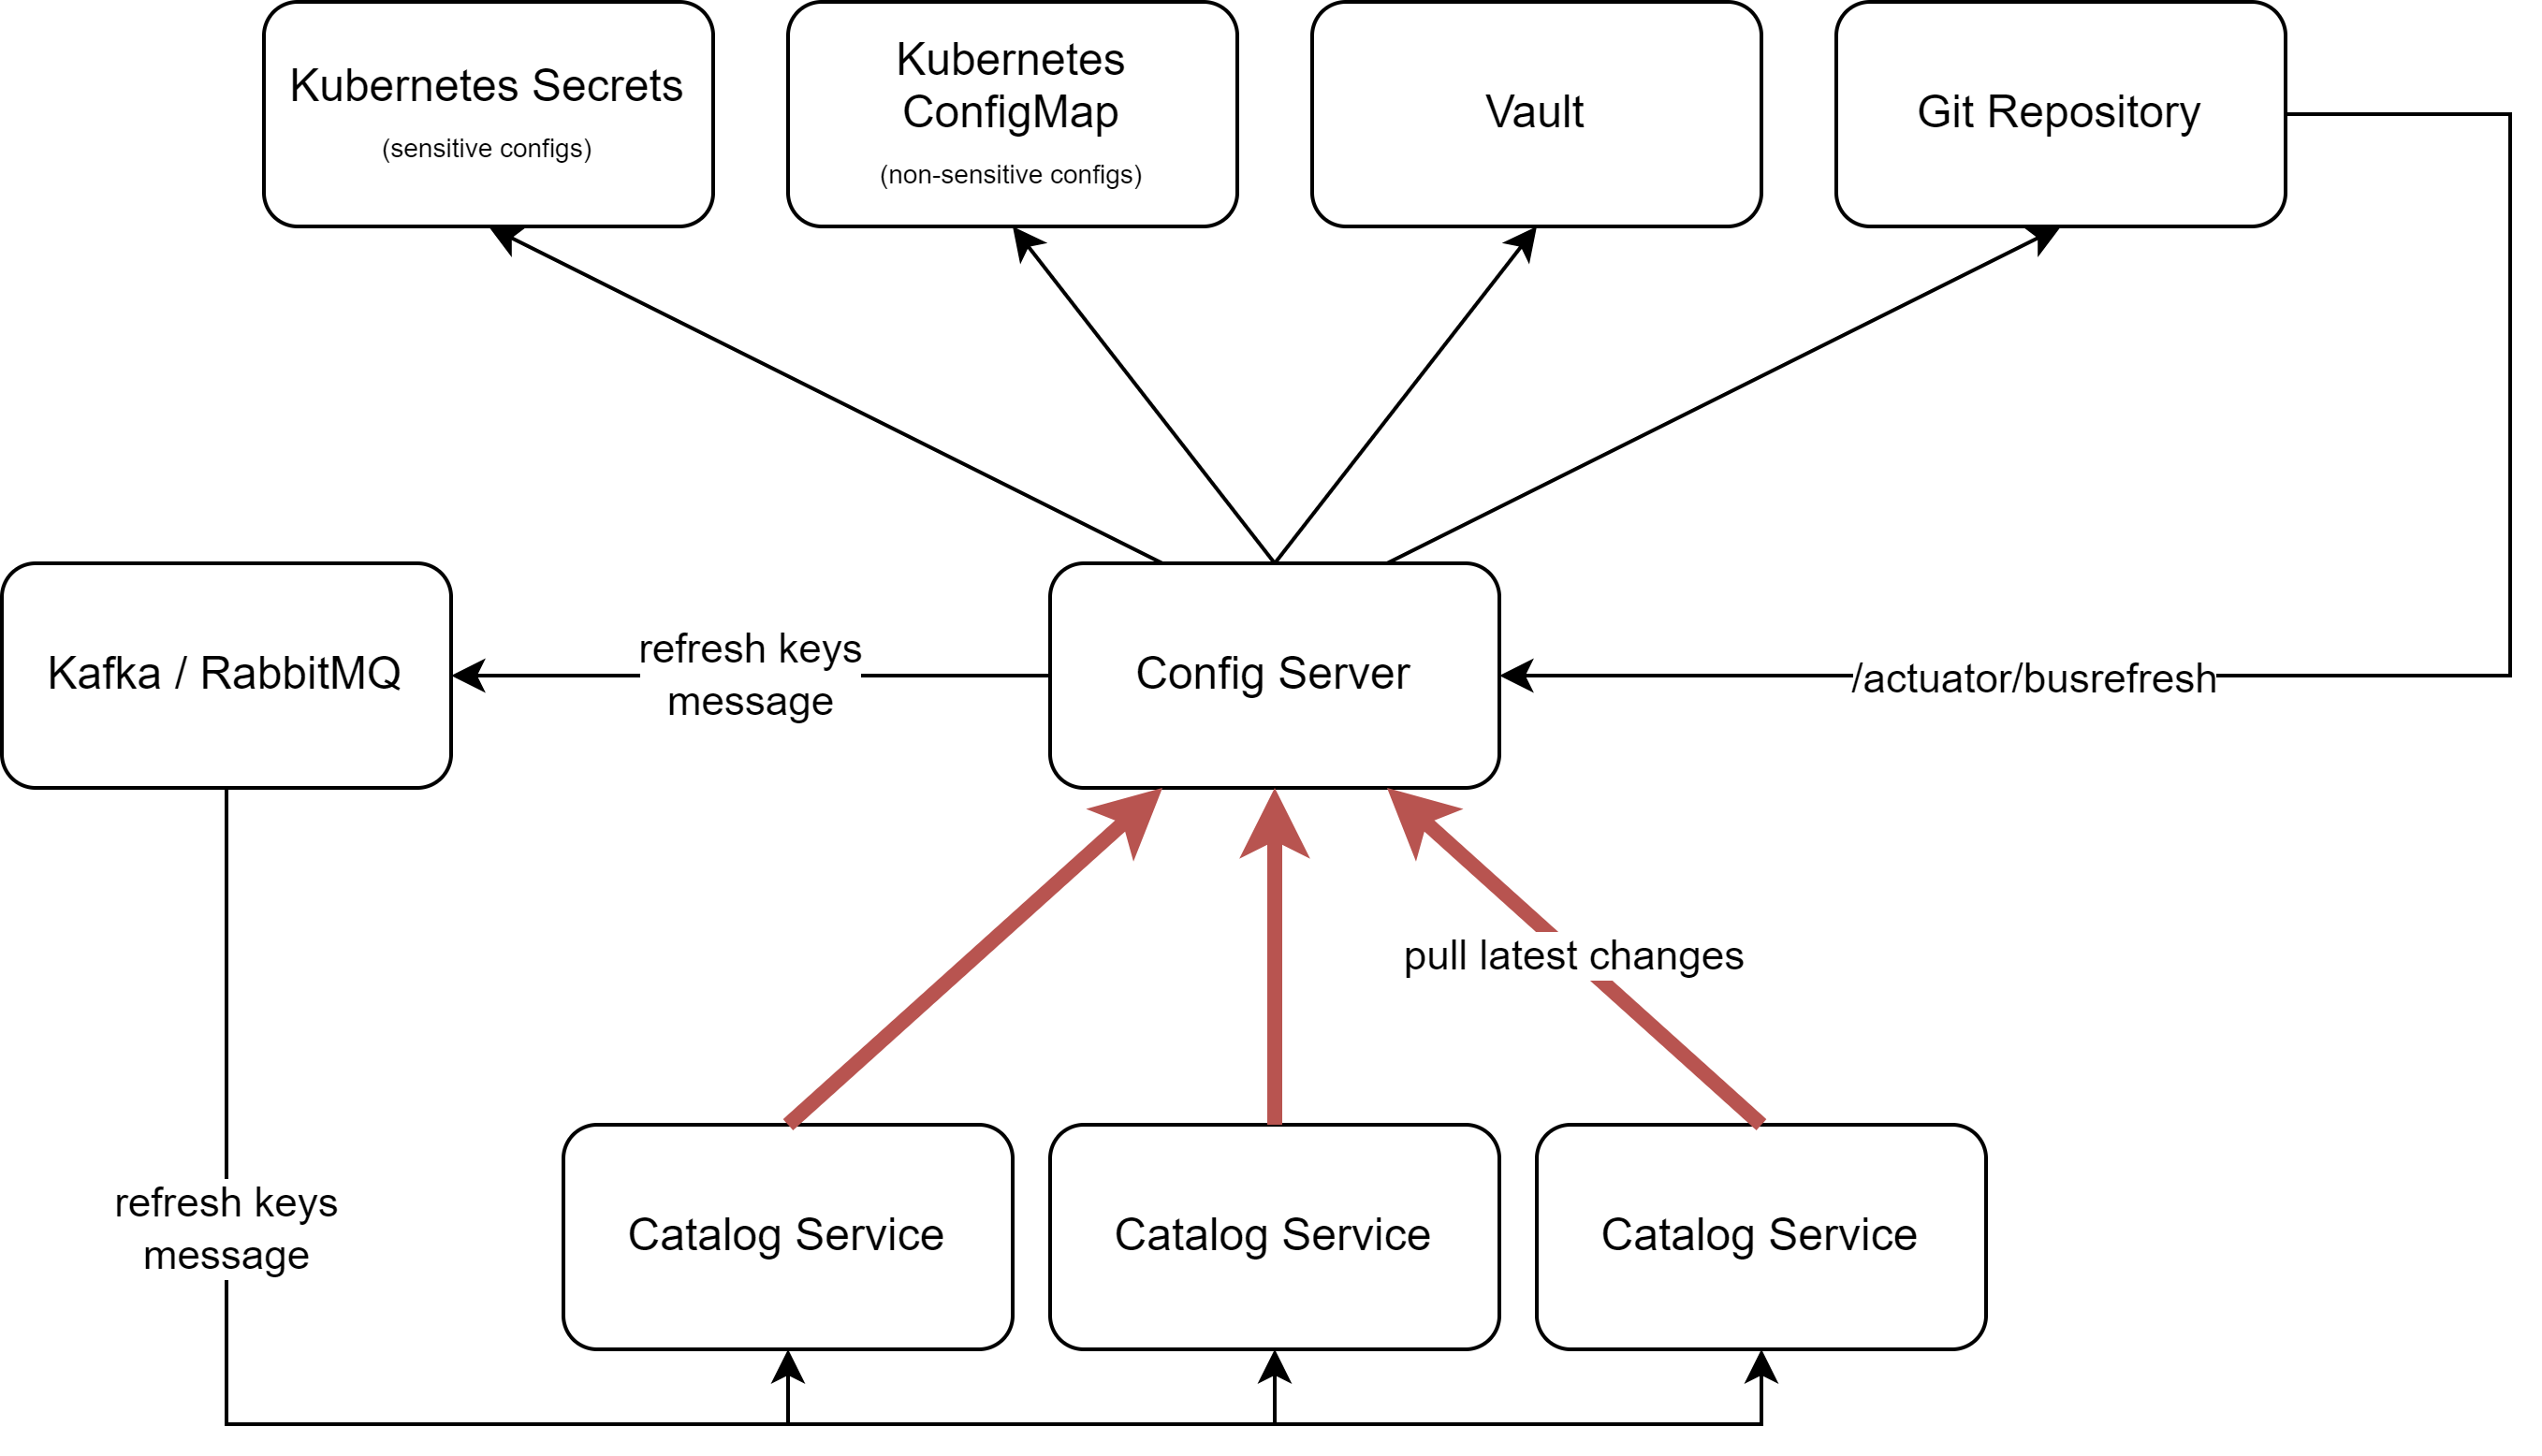 Kubernetes Secrets
(sensitive configs)
Kubernetes
ConfigMap
(non-sensitive configs)
Vault
Git Repository
Kafka / RabbitMQ
refresh keys
message
Config Server
/actuator/busrefresh
pull latest changes
refresh keys
message
Catalog Service
Catalog Service
Catalog Service